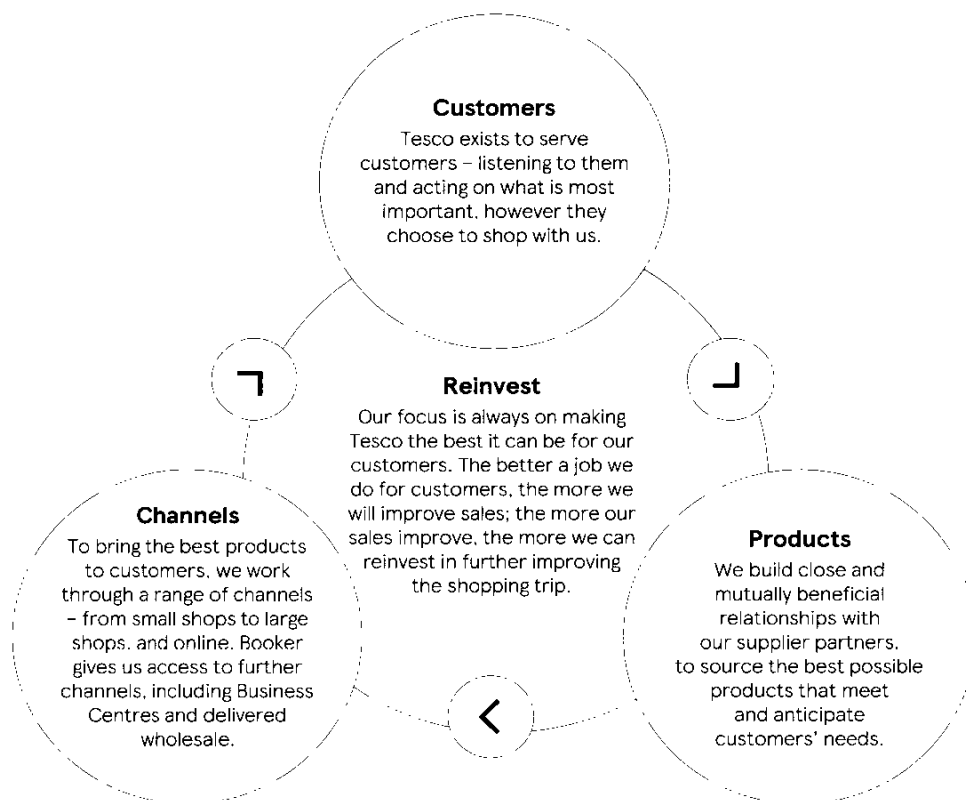 Customers
Tesco exists to serve
customers – listening to them
and acting on what is most
important, however they
choose to shop with us.
Reinvest
Our focus is always on making
Tesco the best it can be for our
customers. The better a job we
do for customers, the more we
will improve sales; the more our
sales improve, the more we can
reinvest in further improving
the shopping trip.
Channels
To bring the best products
to customers, we work
through a range of channels
– from small shops to large
shops, and online. Booker
gives us access to further
channels, including Business
Centres and delivered
wholesale.
Products
We build close and
mutually beneficial
relationships with
our supplier partners,
to source the best possible
products that meet
and anticipate
customers' needs.